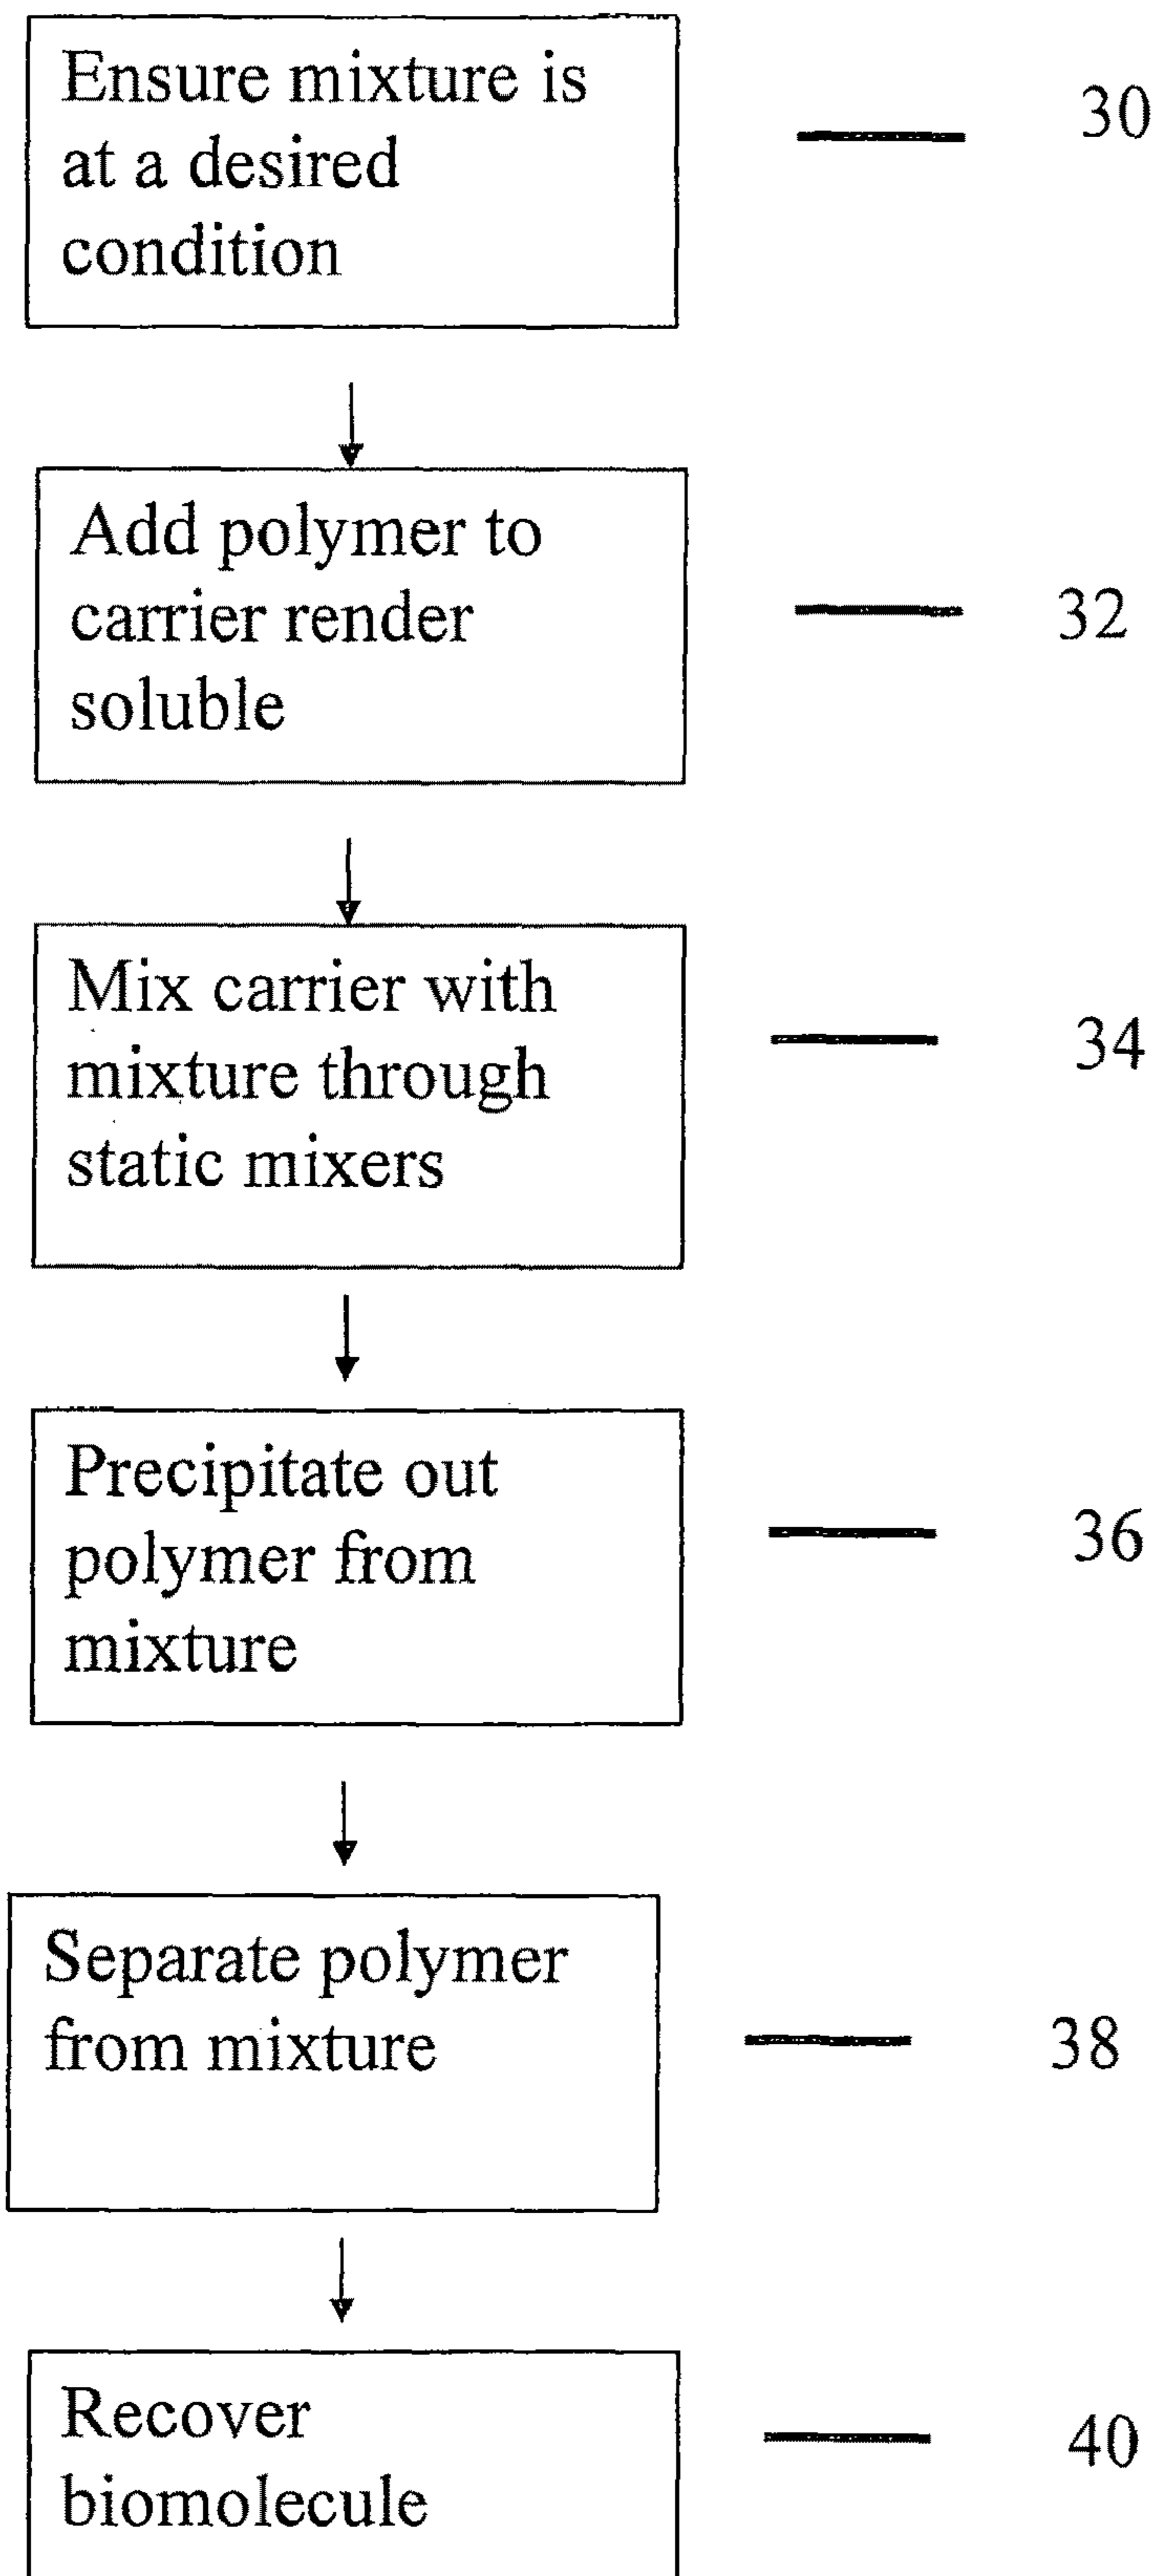 Ensure mixture is
at a desired
condition
30
Add polymer to
carrier render
soluble
32
Mix carrier with
mixture through
static mixers
34
Precipitate out
polymer from
mixture
36
Separate polymer
from mixture
38
Recover
biomolecule
40